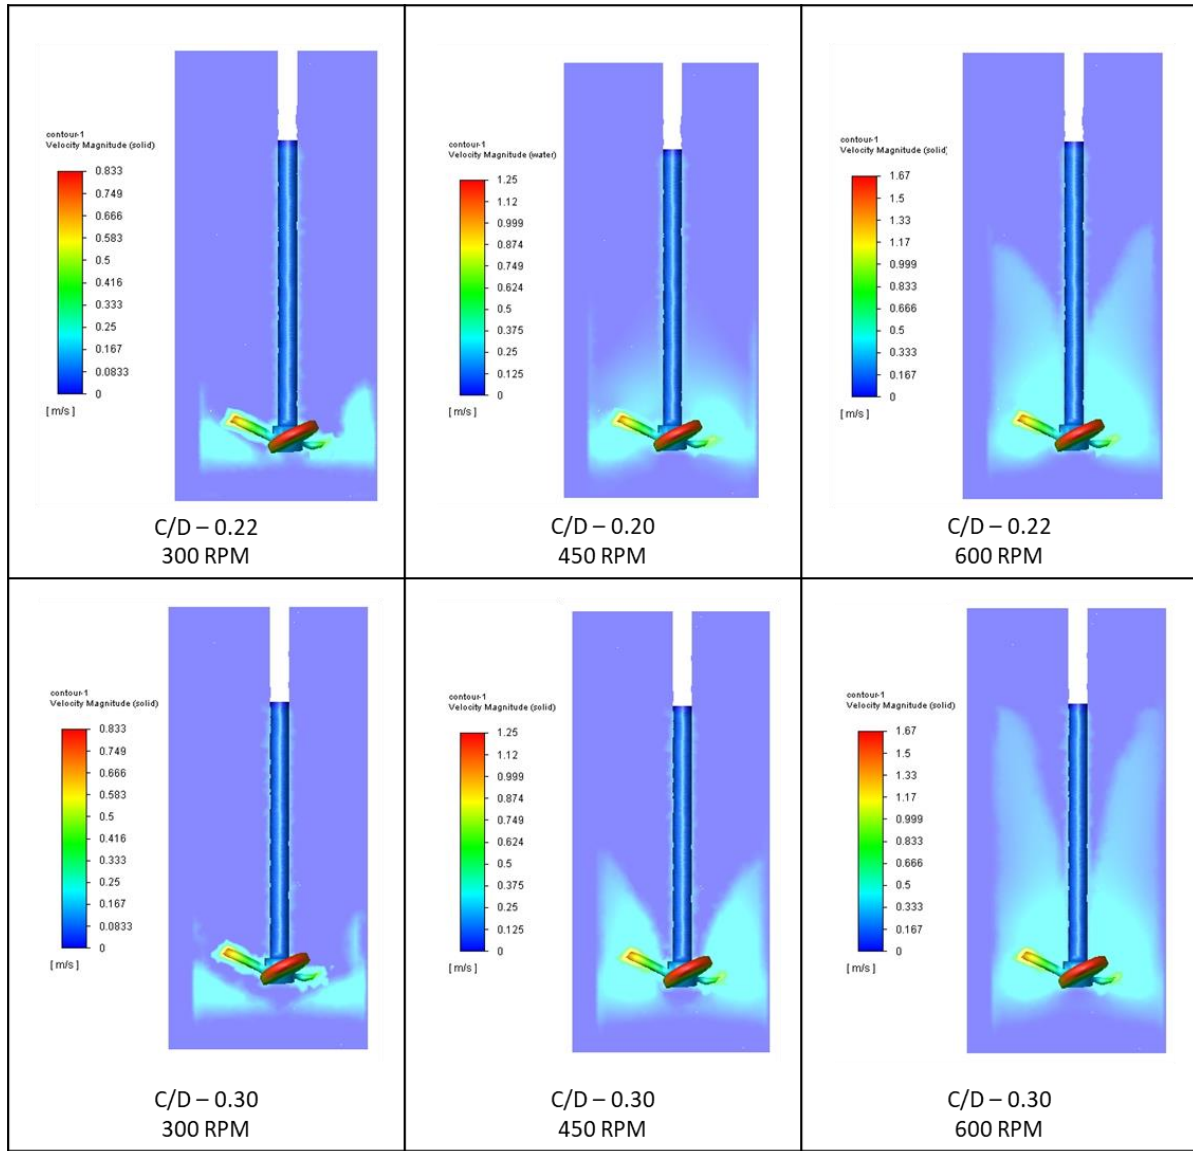 contour-1
Velocity Magnitude (solid)
0.833
0.749
0.666
0.583
0.5
0.416
0.333
0.25
0.167
0.0833
0
[ m/s ]
C/D – 0.22
300 RPM
contour-1
Velocity Magnitude (water)
1.25
1.12
0.999
0.874
0.749
0.624
0.5
0.375
0.25
0.125
0
[ m/s ]
C/D – 0.20
450 RPM
contour-1
Velocity Magnitude (solid)
1.67
1.5
1.33
1.17
0.999
0.833
0.666
0.5
0.333
0.167
0
[ m/s ]
C/D – 0.22
600 RPM
contour-1
Velocity Magnitude (solid)
0.833
0.749
0.666
0.583
0.5
0.416
0.333
0.25
0.167
0.0833
0
[ m/s ]
C/D – 0.30
300 RPM
contour-1
Velocity Magnitude (solid)
1.25
1.12
0.999
0.874
0.749
0.624
0.5
0.375
0.25
0.125
0
[ m/s ]
C/D – 0.30
450 RPM
contour-1
Velocity Magnitude (solid)
1.67
1.5
1.33
1.17
0.999
0.833
0.666
0.5
0.333
0.167
0
[ m/s ]
C/D – 0.30
600 RPM